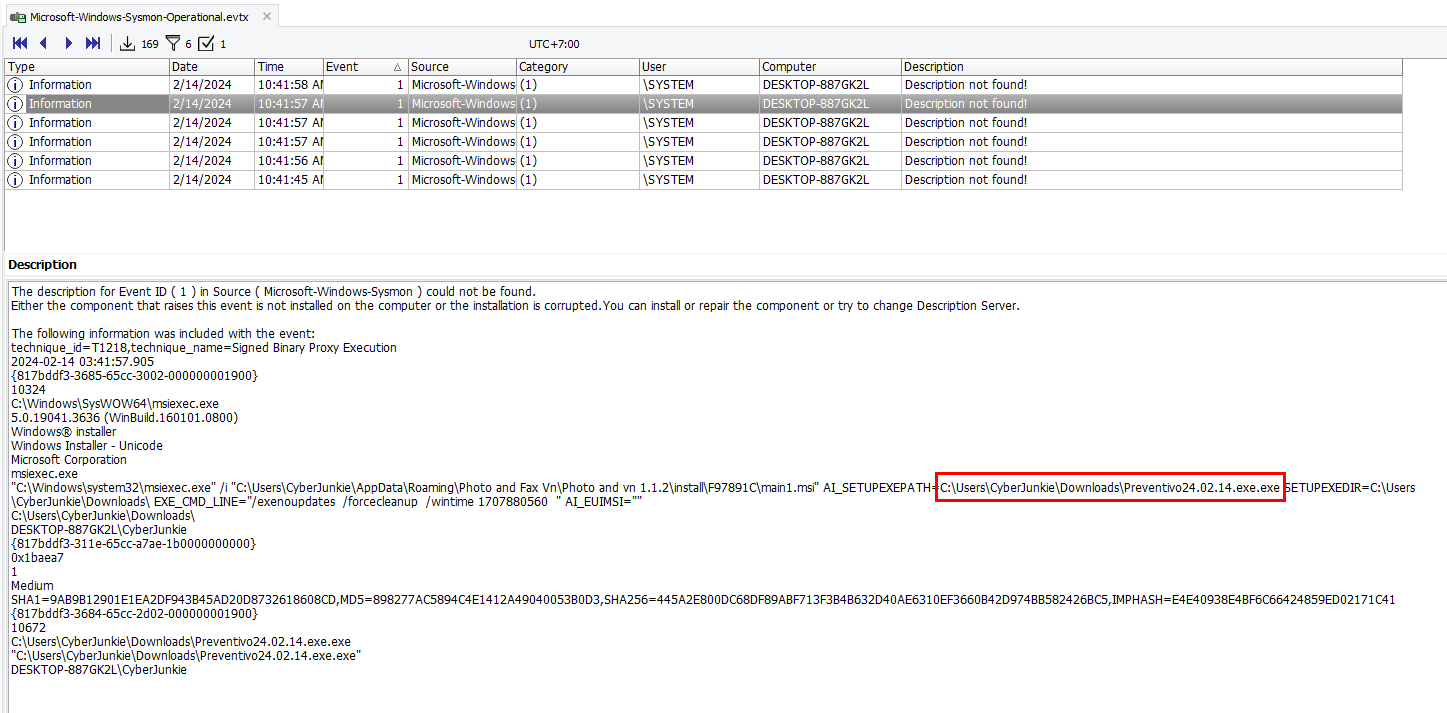 Microsoft-Windows-Sysmon-Operational.evtx
169 6 1 UTC+7:00
Type Date Time Event Source Category User Computer Description
Information 2/14/2024 10:41:58 AM 1 Microsoft-Windows (1) \SYSTEM DESKTOP-887GK2L Description not found!
Information 2/14/2024 10:41:57 AM 1 Microsoft-Windows (1) \SYSTEM DESKTOP-887GK2L Description not found!
Information 2/14/2024 10:41:57 AM 1 Microsoft-Windows (1) \SYSTEM DESKTOP-887GK2L Description not found!
Information 2/14/2024 10:41:57 AM 1 Microsoft-Windows (1) \SYSTEM DESKTOP-887GK2L Description not found!
Information 2/14/2024 10:41:56 AM 1 Microsoft-Windows (1) \SYSTEM DESKTOP-887GK2L Description not found!
Information 2/14/2024 10:41:45 AM 1 Microsoft-Windows (1) \SYSTEM DESKTOP-887GK2L Description not found!
Description
The description for Event ID ( 1 ) in Source ( Microsoft-Windows-Sysmon ) could not be found.
Either the component that raises this event is not installed on the computer or the installation is corrupted.You can install or repair the component or try to change Description Server.
The following information was included with the event:
technique_id=T1218,technique_name=Signed Binary Proxy Execution
2024-02-14 03:41:57.905
{817bddf3-3685-65cc-3002-000000001900}
10324
C:\Windows\SysWOW64\msiexec.exe
5.0.19041.3636 (WinBuild.160101.0800)
Windows® installer
Windows Installer - Unicode
Microsoft Corporation
msiexec.exe
"C:\Windows\system32\msiexec.exe" /i "C:\Users\CyberJunkie\AppData\Roaming\Photo and Fax Vn\Photo and vn 1.1.2\install\F97891C\main1.msi" AI_SETUPEXEPATH=C:\Users\CyberJunkie\Downloads\Preventivo24.02.14.exe.exe SETUPEXEDIR=C:\Users
\CyberJunkie\Downloads\ EXE_CMD_LINE="/exenoupdates /forcecleanup /wintime 1707880560 " AI_EUIMSI=""
C:\Users\CyberJunkie\Downloads\
DESKTOP-887GK2L\CyberJunkie
{817bddf3-311e-65cc-a7ae-1b0000000000}
0x1baea7
1
Medium
SHA1=9AB9B12901E1EA2DF943B45AD20D8732618608CD,MD5=898277AC5894C4E1412A49040053B0D3,SHA256=445A2E800DC68DF89ABF713F3B4B632D40AE6310EF3660B42D974BB582426BC5,IMPHASH=E4E40938E4BF6C66424859ED02171C41
{817bddf3-3684-65cc-2d02-000000001900}
10672
C:\Users\CyberJunkie\Downloads\Preventivo24.02.14.exe.exe
"C:\Users\CyberJunkie\Downloads\Preventivo24.02.14.exe.exe"
DESKTOP-887GK2L\CyberJunkie